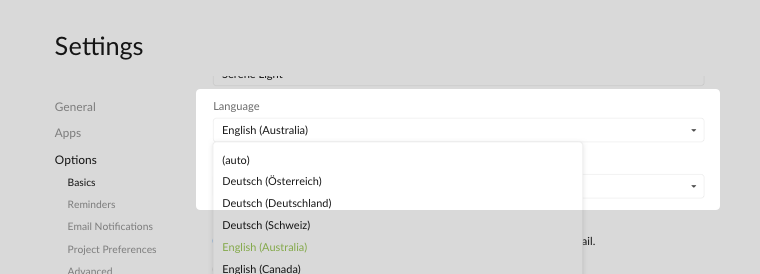 Settings
General
Apps
Options
Basics
Reminders
Email Notifications
Project Preferences
Advanced
Serene Light
Language
English (Australia)
(auto)
Deutsch (Österreich)
Deutsch (Deutschland)
Deutsch (Schweiz)
English (Australia)
English (Canada)
ail.